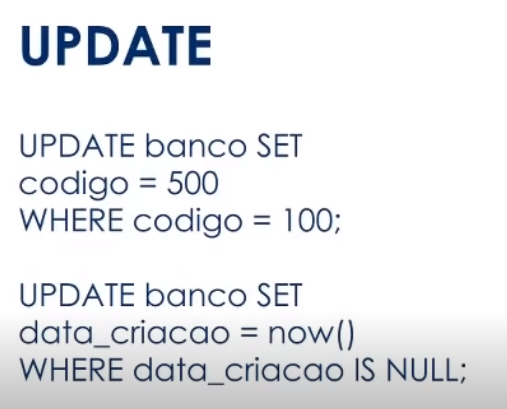 UPDATE
UPDATE banco SET
codigo = 500
WHERE codigo = 100;
UPDATE banco SET
data_criacao = now()
WHERE data_criacao IS NULL;